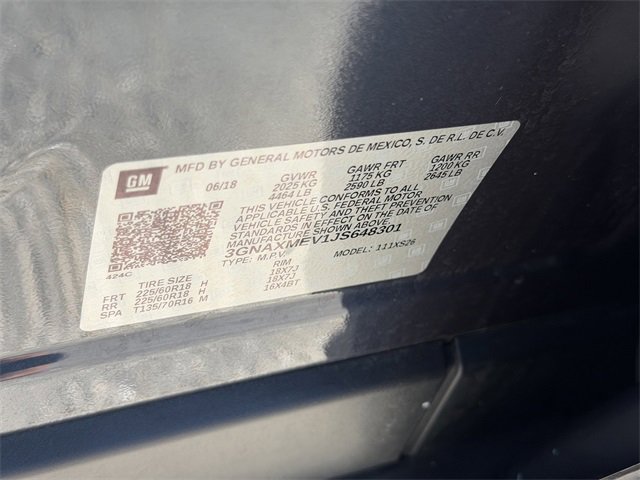 MFD BY GENERAL MOTORS DE MEXICO, S. DE R.L. DE C.V.
GM
06/18 GVWR GAWR FRT GAWR RR
2025 KG 1175 KG 1200 KG
4464 LB 2590 LB 2645 LB
THIS VEHICLE CONFORMS TO ALL
APPLICABLE U.S. FEDERAL MOTOR
VEHICLE SAFETY AND THEFT PREVENTION
STANDARDS IN EFFECT ON THE DATE OF
MANUFACTURE SHOWN ABOVE.
3GNAXMEV1JS648301
TYPE: M.P.V. MODEL: 111XS26
424C
TIRE SIZE RIM
FRT 225/60R18 H 18X7J
RR 225/60R18 H 18X7J
SPA T135/70R16 M 16X4BT